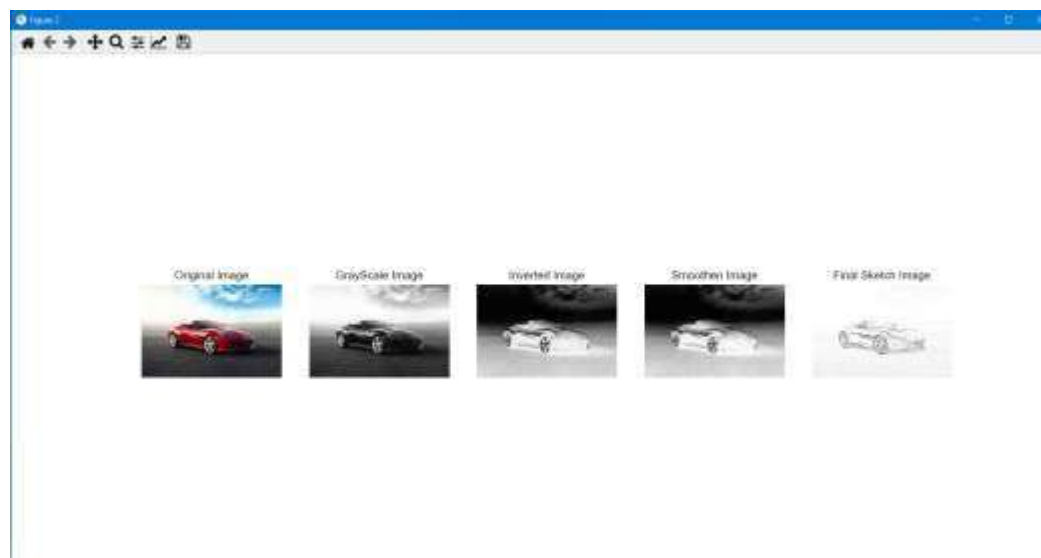 Original Image
GrayScale Image
Inverted Image
Smoothen Image
Final Sketch Image